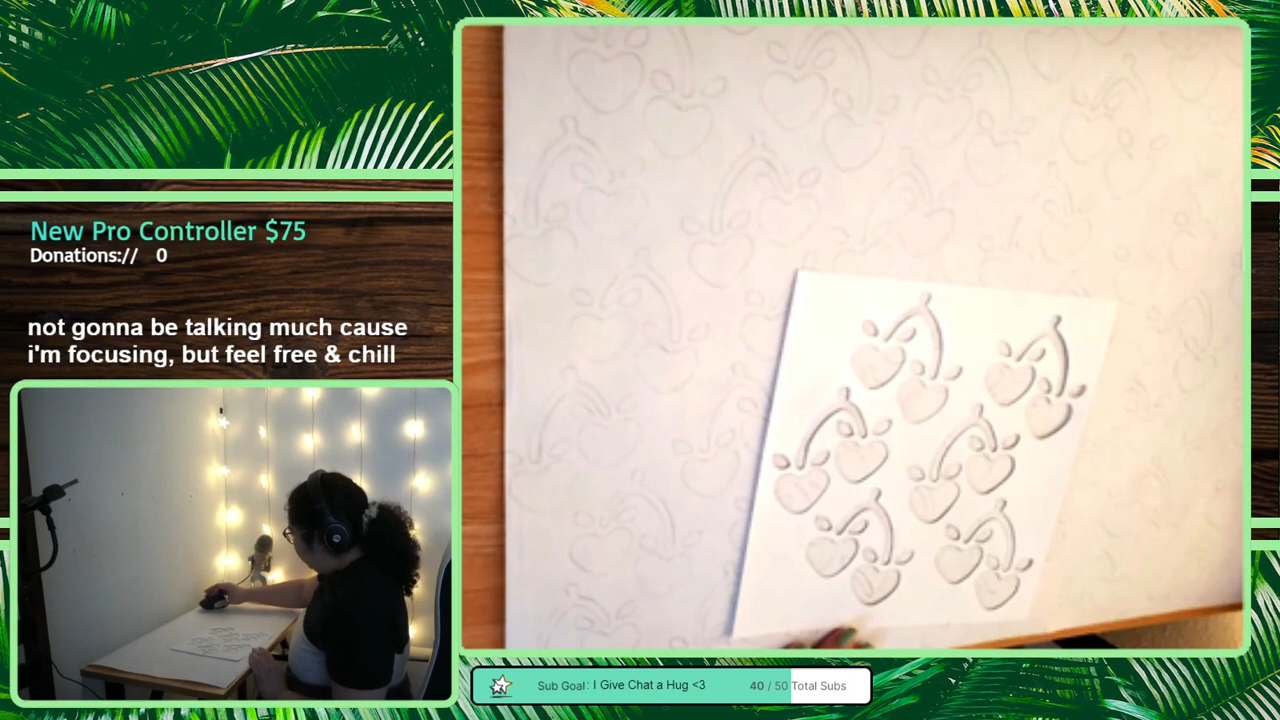 New Pro Controller $75
Donations:// 0
not gonna be talking much cause
i'm focusing, but feel free & chill
Sub Goal: I Give Chat a Hug <3 40 / 50 Total Subs